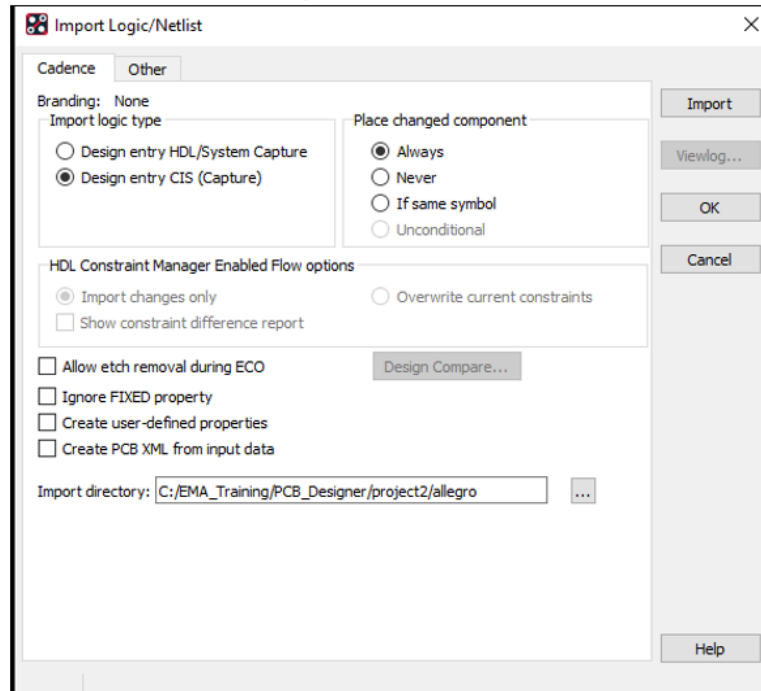 Import Logic/Netlist
Cadence
Other
Branding: None
Import logic type
Design entry HDL/System Capture
Design entry CIS (Capture)
Place changed component
Always
Never
If same symbol
Unconditional
Import
Viewlog...
OK
Cancel
HDL Constraint Manager Enabled Flow options
Import changes only
Overwrite current constraints
Show constraint difference report
Allow etch removal during ECO
Design Compare...
Ignore FIXED property
Create user-defined properties
Create PCB XML from input data
Import directory: C:/EMA_Training/PCB_Designer/project2/allegro
...
Help